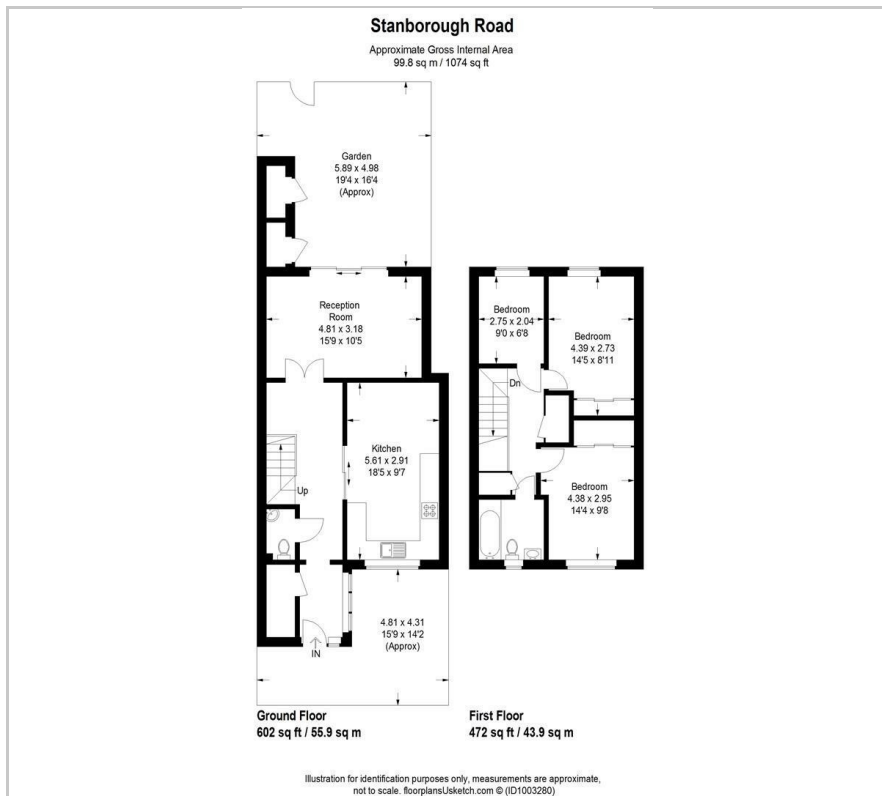 Stanborough Road
Approximate Gross Internal Area
99.8 sq m / 1074 sq ft
Garden
5.89 x 4.98
19'4 x 16'4
(Approx)
Reception
Room
4.81 x 3.18
15'9 x 10'5
Kitchen
5.61 x 2.91
18'5 x 9'7
Up
4.81 x 4.31
15'9 x 14'2
(Approx)
IN
Ground Floor
602 sq ft / 55.9 sq m
Bedroom
2.75 x 2.04
9'0 x 6'8
Bedroom
4.39 x 2.73
14'5 x 8'11
Dn
Bedroom
4.38 x 2.95
14'4 x 9'8
First Floor
472 sq ft / 43.9 sq m
Illustration for identification purposes only, measurements are approximate,
not to scale. floorplansUsketch.com © (ID1003280)